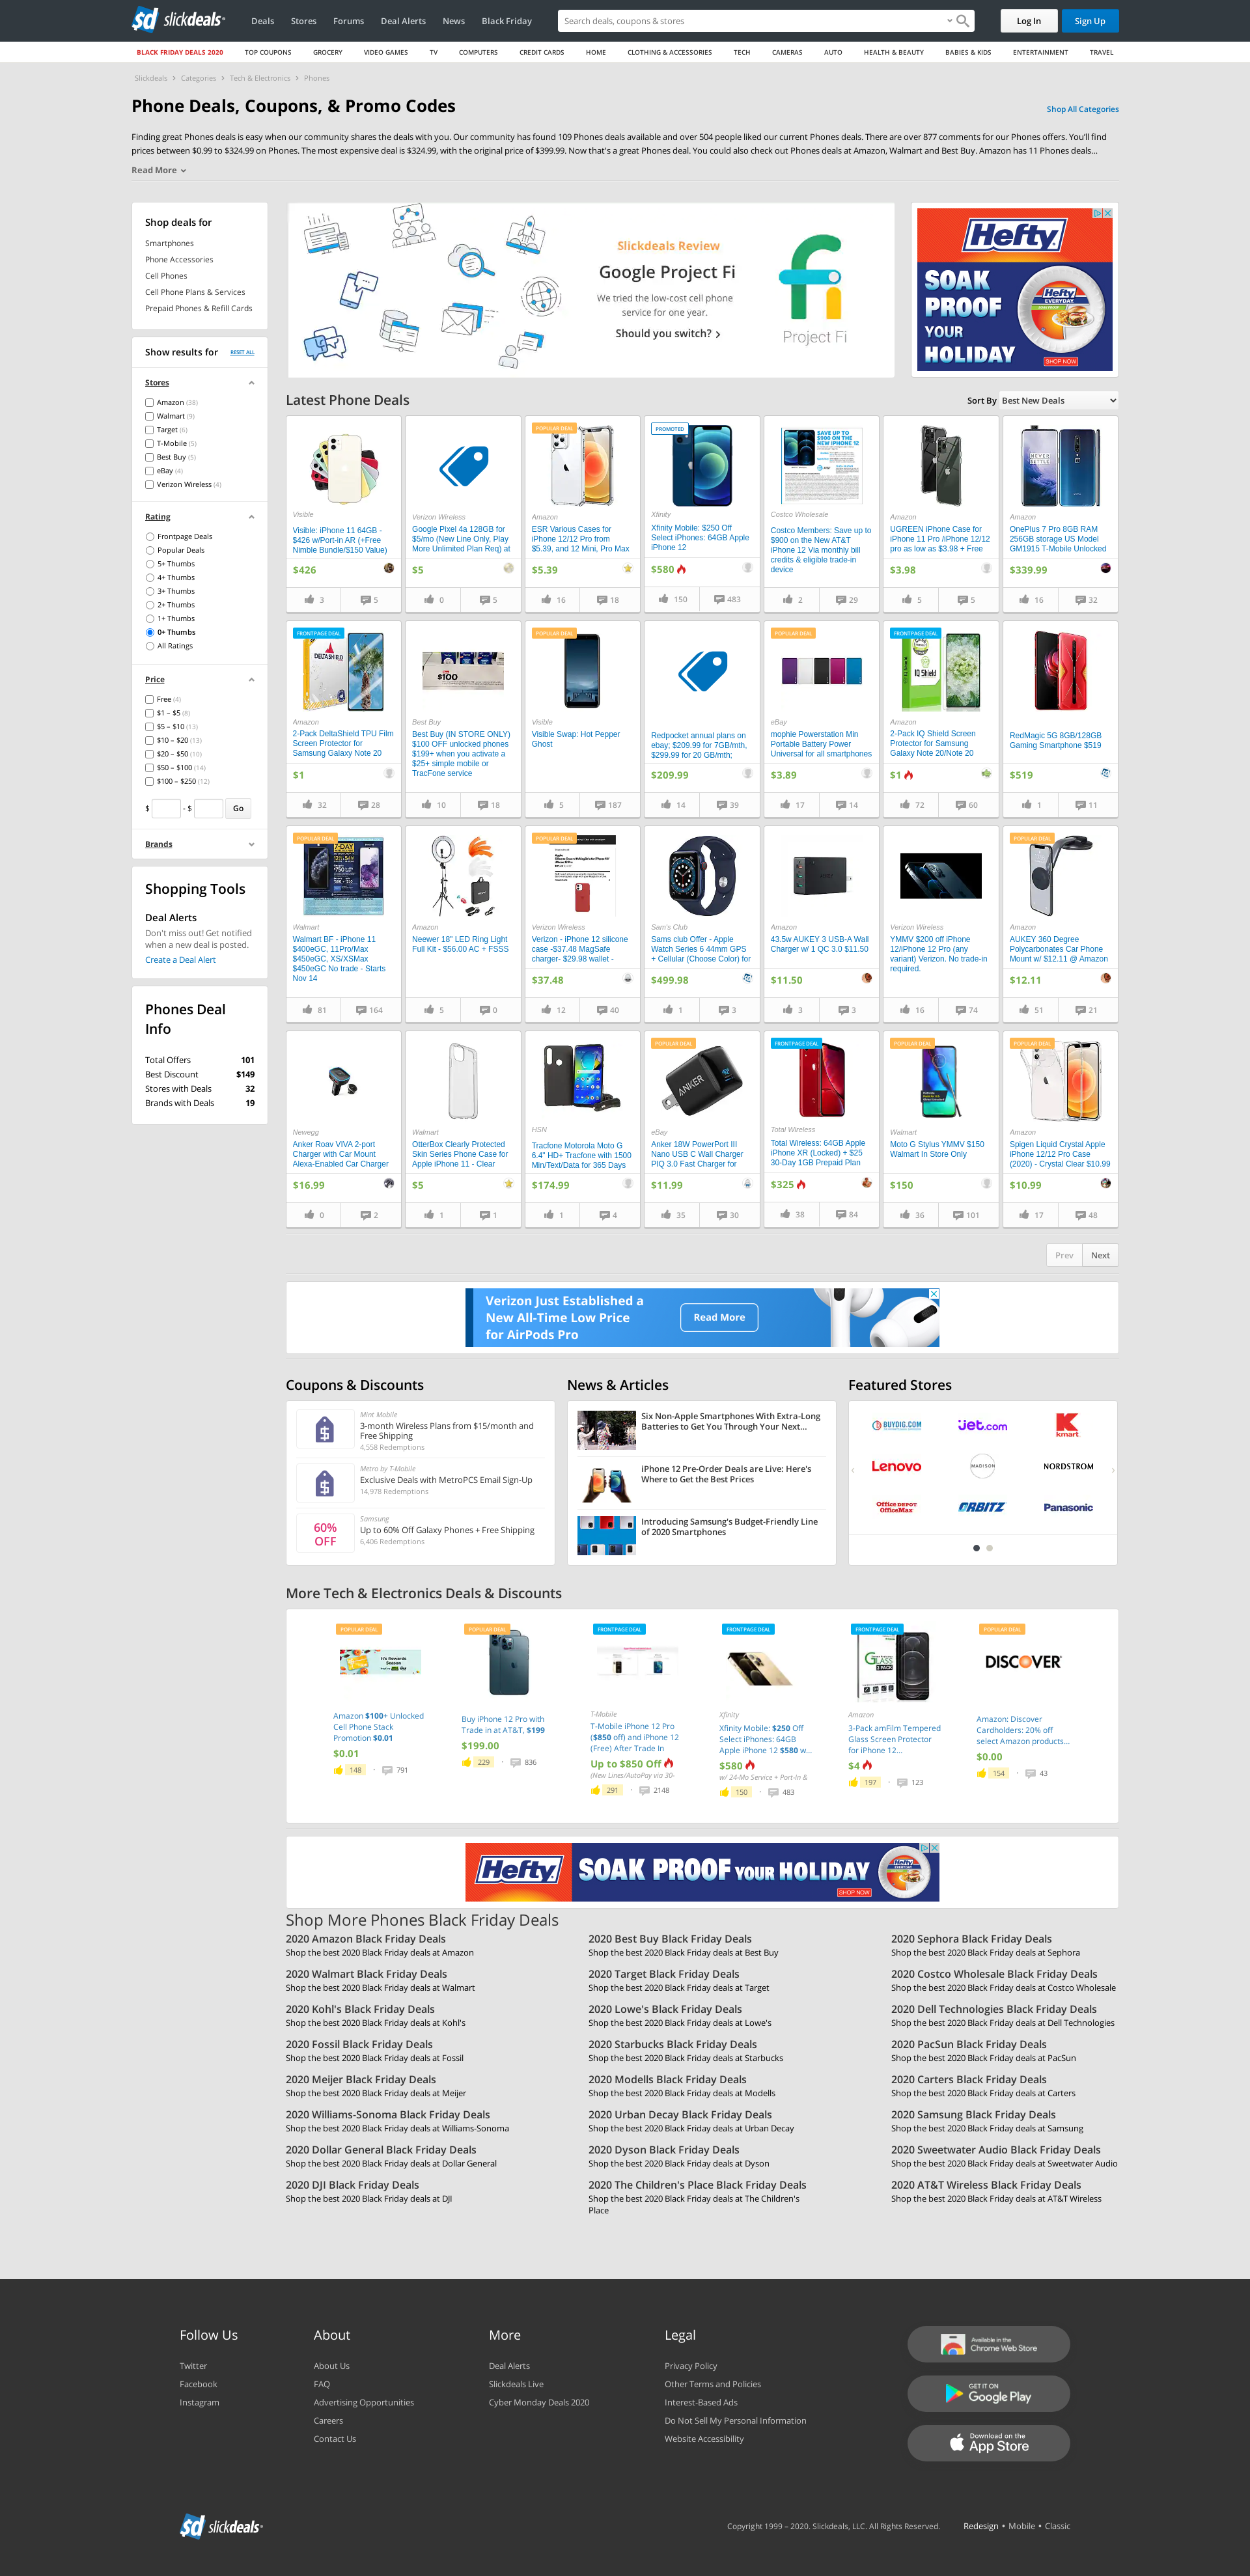 slickdeals
Deals Stores Forums Deal Alerts News Black Friday
Search deals, coupons & stores
Log In Sign Up
BLACK FRIDAY DEALS 2020 TOP COUPONS GROCERY VIDEO GAMES TV COMPUTERS CREDIT CARDS HOME CLOTHING & ACCESSORIES TECH CAMERAS AUTO HEALTH & BEAUTY BABIES & KIDS ENTERTAINMENT TRAVEL
Slickdeals > Categories > Tech & Electronics > Phones
Phone Deals, Coupons, & Promo Codes
Shop All Categories
Finding great Phones deals is easy when our community shares the deals with you. Our community has found 109 Phones deals available and over 504 people liked our current Phones deals. There are over 877 comments for our Phones offers. You'll find
prices between $0.99 to $324.99 on Phones. The most expensive deal is $324.99, with the original price of $399.99. Now that's a great Phones deal. You could also check out Phones deals at Amazon, Walmart and Best Buy. Amazon has 11 Phones deals...
Read More
Shop deals for
Smartphones
Phone Accessories
Cell Phones
Cell Phone Plans & Services
Prepaid Phones & Refill Cards
Show results for RESET ALL
Stores
Amazon (38)
Walmart (9)
Target (6)
T-Mobile (5)
Best Buy (5)
eBay (4)
Verizon Wireless (4)
Rating
Frontpage Deals
Popular Deals
5+ Thumbs
4+ Thumbs
3+ Thumbs
2+ Thumbs
1+ Thumbs
0+ Thumbs
All Ratings
Price
Free (4)
$1 – $5 (8)
$5 – $10 (13)
$10 – $20 (13)
$20 – $50 (10)
$50 – $100 (14)
$100 – $250 (12)
$ - $ Go
Brands
Shopping Tools
Deal Alerts
Don't miss out! Get notified
when a new deal is posted.
Create a Deal Alert
Phones Deal
Info
Total Offers 101
Best Discount $149
Stores with Deals 32
Brands with Deals 19
Slickdeals Review
Google Project Fi
We tried the low-cost cell phone
service for one year.
Should you switch? >
Project Fi
Hefty
SOAK
PROOF
YOUR
HOLIDAY
Hefty
EVERYDAY
SHOP NOW
Latest Phone Deals
Sort By Best New Deals
Visible
Visible: iPhone 11 64GB -
$426 w/Port-in AR (+Free
Nimble Bundle/$150 Value)
$426
3 5
Verizon Wireless
Google Pixel 4a 128GB for
$5/mo (New Line Only, Play
More Unlimited Plan Req) at
$5
0 5
POPULAR DEAL
Amazon
ESR Various Cases for
iPhone 12/12 Pro from
$5.39, and 12 Mini, Pro Max
$5.39
16 18
PROMOTED
Xfinity
Xfinity Mobile: $250 Off
Select iPhones: 64GB Apple
iPhone 12
$580
150 483
SAVE UP TO
$900 ON THE
NEW IPHONE 12
Costco Wholesale
Costco Members: Save up to
$900 on the New AT&T
iPhone 12 Via monthly bill
credits & eligible trade-in
device
2 29
Amazon
UGREEN iPhone Case for
iPhone 11 Pro /iPhone 12/12
pro as low as $3.98 + Free
$3.98
5 5
Amazon
OnePlus 7 Pro 8GB RAM
256GB storage US Model
GM1915 T-Mobile Unlocked
$339.99
16 32
FRONTPAGE DEAL
DELTASHIELD
Amazon
2-Pack DeltaShield TPU Film
Screen Protector for
Samsung Galaxy Note 20
$1
32 28
$100
Best Buy
Best Buy (IN STORE ONLY)
$100 OFF unlocked phones
$199+ when you activate a
$25+ simple mobile or
TracFone service
10 18
POPULAR DEAL
Visible
Visible Swap: Hot Pepper
Ghost
5 187
Redpocket annual plans on
ebay; $209.99 for 7GB/mth,
$299.99 for 20 GB/mth;
$209.99
14 39
POPULAR DEAL
eBay
mophie Powerstation Min
Portable Battery Power
Universal for all smartphones
$3.89
17 14
FRONTPAGE DEAL
IQ Shield
Amazon
2-Pack IQ Shield Screen
Protector for Samsung
Galaxy Note 20/Note 20
$1
72 60
RedMagic 5G 8GB/128GB
Gaming Smartphone $519
$519
1 11
POPULAR DEAL
Walmart
Walmart BF - iPhone 11
$400eGC, 11Pro/Max
$450eGC, XS/XSMax
$450eGC No trade - Starts
Nov 14
81 164
Amazon
Neewer 18" LED Ring Light
Full Kit - $56.00 AC + FSSS
5 0
POPULAR DEAL
Verizon Wireless
Verizon - iPhone 12 silicone
case -$37.48 MagSafe
charger- $29.98 wallet -
$37.48
12 40
Sam's Club
Sams club Offer - Apple
Watch Series 6 44mm GPS
+ Cellular (Choose Color) for
$499.98
1 3
Amazon
43.5w AUKEY 3 USB-A Wall
Charger w/ 1 QC 3.0 $11.50
$11.50
3 3
Verizon Wireless
YMMV $200 off iPhone
12/iPhone 12 Pro (any
variant) Verizon. No trade-in
required.
16 74
POPULAR DEAL
Amazon
AUKEY 360 Degree
Polycarbonates Car Phone
Mount w/ $12.11 @ Amazon
$12.11
51 21
Newegg
Anker Roav VIVA 2-port
Charger with Car Mount
Alexa-Enabled Car Charger
$16.99
0 2
Walmart
OtterBox Clearly Protected
Skin Series Phone Case for
Apple iPhone 11 - Clear
$5
1 1
HSN
Tracfone Motorola Moto G
6.4" HD+ Tracfone with 1500
Min/Text/Data for 365 Days
$174.99
1 4
POPULAR DEAL
ANKER
eBay
Anker 18W PowerPort III
Nano USB C Wall Charger
PIQ 3.0 Fast Charger for
$11.99
35 30
FRONTPAGE DEAL
Total Wireless
Total Wireless: 64GB Apple
iPhone XR (Locked) + $25
30-Day 1GB Prepaid Plan
$325
38 84
POPULAR DEAL
Walmart
Moto G Stylus YMMV $150
Walmart In Store Only
$150
36 101
POPULAR DEAL
Amazon
Spigen Liquid Crystal Apple
iPhone 12/12 Pro Case
(2020) - Crystal Clear $10.99
$10.99
17 48
Prev Next
Verizon Just Established a
New All-Time Low Price
for AirPods Pro
Read More
Coupons & Discounts
Mint Mobile
3-month Wireless Plans from $15/month and
Free Shipping
4,558 Redemptions
Metro by T-Mobile
Exclusive Deals with MetroPCS Email Sign-Up
14,978 Redemptions
60%
OFF
Samsung
Up to 60% Off Galaxy Phones + Free Shipping
6,406 Redemptions
News & Articles
Six Non-Apple Smartphones With Extra-Long
Batteries to Get You Through Your Next...
iPhone 12 Pre-Order Deals are Live: Here's
Where to Get the Best Prices
Introducing Samsung's Budget-Friendly Line
of 2020 Smartphones
Featured Stores
BUYDIG.COM jet.com kmart
Lenovo MADISON NORDSTROM
Office DEPOT OfficeMax ORBITZ Panasonic
More Tech & Electronics Deals & Discounts
POPULAR DEAL
It's Rewards
Season
Amazon $100+ Unlocked
Cell Phone Stack
Promotion $0.01
$0.01
148 • 791
POPULAR DEAL
Buy iPhone 12 Pro with
Trade in at AT&T, $199
$199.00
229 • 836
FRONTPAGE DEAL
T-Mobile
T-Mobile iPhone 12 Pro
($850 off) and iPhone 12
(Free) After Trade In
Up to $850 Off
(New Lines/AutoPay via 30-
291 • 2148
FRONTPAGE DEAL
Xfinity
Xfinity Mobile: $250 Off
Select iPhones: 64GB
Apple iPhone 12 $580 w...
$580
w/ 24-Mo Service + Port-In &
150 • 483
FRONTPAGE DEAL
GLASS
3 PACK
Amazon
3-Pack amFilm Tempered
Glass Screen Protector
for iPhone 12...
$4
197 • 123
POPULAR DEAL
DISCOVER
Amazon: Discover
Cardholders: 20% off
select Amazon products...
$0.00
154 • 43
Hefty SOAK PROOF YOUR HOLIDAY
Hefty
SHOP NOW
Shop More Phones Black Friday Deals
2020 Amazon Black Friday Deals
Shop the best 2020 Black Friday deals at Amazon
2020 Best Buy Black Friday Deals
Shop the best 2020 Black Friday deals at Best Buy
2020 Sephora Black Friday Deals
Shop the best 2020 Black Friday deals at Sephora
2020 Walmart Black Friday Deals
Shop the best 2020 Black Friday deals at Walmart
2020 Target Black Friday Deals
Shop the best 2020 Black Friday deals at Target
2020 Costco Wholesale Black Friday Deals
Shop the best 2020 Black Friday deals at Costco Wholesale
2020 Kohl's Black Friday Deals
Shop the best 2020 Black Friday deals at Kohl's
2020 Lowe's Black Friday Deals
Shop the best 2020 Black Friday deals at Lowe's
2020 Dell Technologies Black Friday Deals
Shop the best 2020 Black Friday deals at Dell Technologies
2020 Fossil Black Friday Deals
Shop the best 2020 Black Friday deals at Fossil
2020 Starbucks Black Friday Deals
Shop the best 2020 Black Friday deals at Starbucks
2020 PacSun Black Friday Deals
Shop the best 2020 Black Friday deals at PacSun
2020 Meijer Black Friday Deals
Shop the best 2020 Black Friday deals at Meijer
2020 Modells Black Friday Deals
Shop the best 2020 Black Friday deals at Modells
2020 Carters Black Friday Deals
Shop the best 2020 Black Friday deals at Carters
2020 Williams-Sonoma Black Friday Deals
Shop the best 2020 Black Friday deals at Williams-Sonoma
2020 Urban Decay Black Friday Deals
Shop the best 2020 Black Friday deals at Urban Decay
2020 Samsung Black Friday Deals
Shop the best 2020 Black Friday deals at Samsung
2020 Dollar General Black Friday Deals
Shop the best 2020 Black Friday deals at Dollar General
2020 Dyson Black Friday Deals
Shop the best 2020 Black Friday deals at Dyson
2020 Sweetwater Audio Black Friday Deals
Shop the best 2020 Black Friday deals at Sweetwater Audio
2020 DJI Black Friday Deals
Shop the best 2020 Black Friday deals at DJI
2020 The Children's Place Black Friday Deals
Shop the best 2020 Black Friday deals at The Children's
Place
2020 AT&T Wireless Black Friday Deals
Shop the best 2020 Black Friday deals at AT&T Wireless
Follow Us
Twitter
Facebook
Instagram
About
About Us
FAQ
Advertising Opportunities
Careers
Contact Us
More
Deal Alerts
Slickdeals Live
Cyber Monday Deals 2020
Legal
Privacy Policy
Other Terms and Policies
Interest-Based Ads
Do Not Sell My Personal Information
Website Accessibility
Available in the
Chrome Web Store
GET IT ON
Google Play
Download on the
App Store
slickdeals
Copyright 1999 – 2020. Slickdeals, LLC. All Rights Reserved.
Redesign • Mobile • Classic